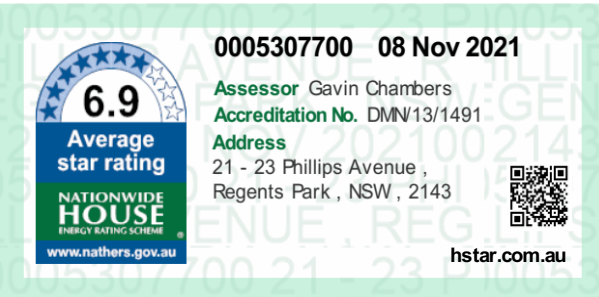 0005307700 08 Nov 2021
6.9
Average
star rating
NATIONWIDE
HOUSE
ENERGY RATING SCHEME ®
www.nathers.gov.au
Assessor Gavin Chambers
Accreditation No. DMN/13/1491
Address
21 - 23 Phillips Avenue ,
Regents Park , NSW , 2143
hstar.com.au